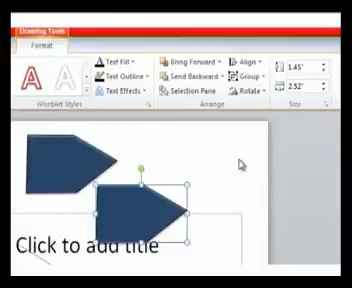 Drawing Tools
Format
Text Fill
Text Outline
Text Effects
WordArt Styles
Bring Forward
Send Backward
Selection Pane
Align
Group
Rotate
Arrange
1.45"
2.52"
Size
Click to add title